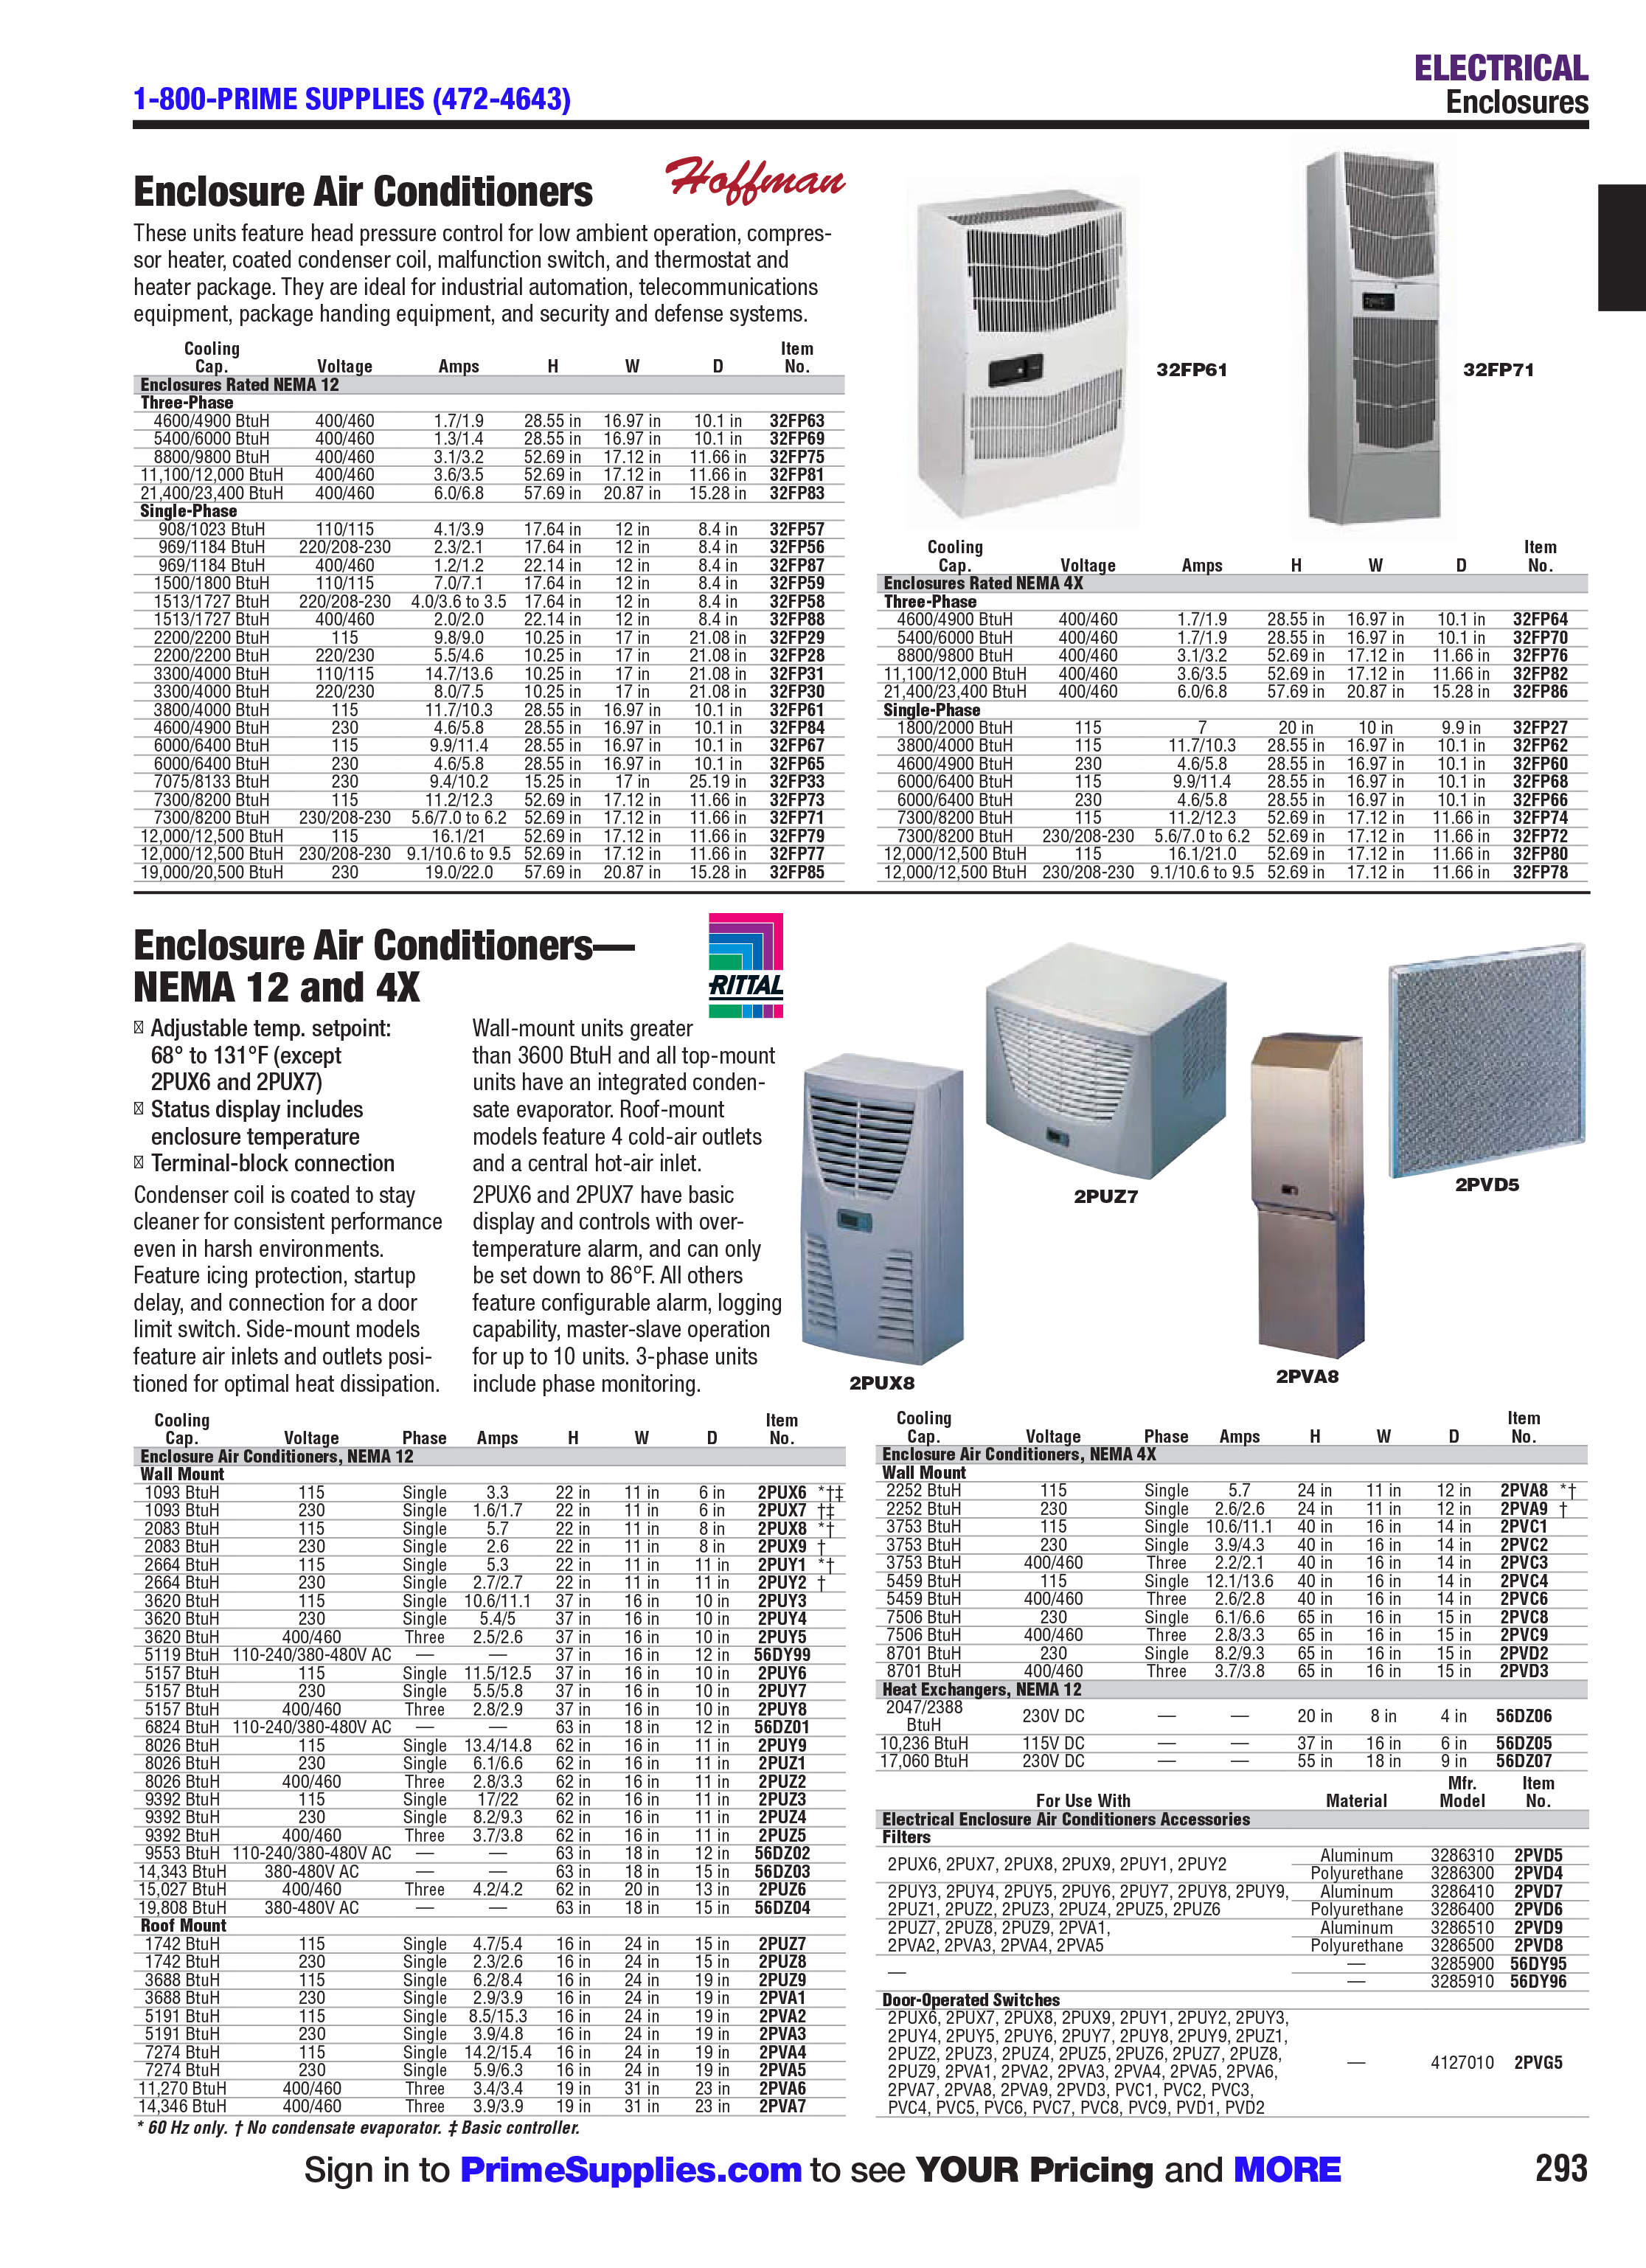 ELECTRICAL
1-800-PRIME SUPPLIES (472-4643)
Enclosures
Enclosure Air Conditioners
Hoffman
These units feature head pressure control for low ambient operation, compres-
sor heater, coated condenser coil, malfunction switch, and thermostat and
heater package. They are ideal for industrial automation, telecommunications
equipment, package handing equipment, and security and defense systems.
Cooling Item
Cap. Voltage Amps H W D No.
Enclosures Rated NEMA 12
Three-Phase
4600/4900 BtuH 400/460 1.7/1.9 28.55 in 16.97 in 10.1 in 32FP63
5400/6000 BtuH 400/460 1.3/1.4 28.55 in 16.97 in 10.1 in 32FP69
8800/9800 BtuH 400/460 3.1/3.2 52.69 in 17.12 in 11.66 in 32FP75
11,100/12,000 BtuH 400/460 3.6/3.5 52.69 in 17.12 in 11.66 in 32FP81
21,400/23,400 BtuH 400/460 6.0/6.8 57.69 in 20.87 in 15.28 in 32FP83
Single-Phase
908/1023 BtuH 110/115 4.1/3.9 17.64 in 12 in 8.4 in 32FP57
969/1184 BtuH 220/208-230 2.3/2.1 17.64 in 12 in 8.4 in 32FP56
969/1184 BtuH 400/460 1.2/1.2 22.14 in 12 in 8.4 in 32FP87
1500/1800 BtuH 110/115 7.0/7.1 17.64 in 12 in 8.4 in 32FP59
1513/1727 BtuH 220/208-230 4.0/3.6 to 3.5 17.64 in 12 in 8.4 in 32FP58
1513/1727 BtuH 400/460 2.0/2.0 22.14 in 12 in 8.4 in 32FP88
2200/2200 BtuH 115 9.8/9.0 10.25 in 17 in 21.08 in 32FP29
2200/2200 BtuH 220/230 5.5/4.6 10.25 in 17 in 21.08 in 32FP28
3300/4000 BtuH 110/115 14.7/13.6 10.25 in 17 in 21.08 in 32FP31
3300/4000 BtuH 220/230 8.0/7.5 10.25 in 17 in 21.08 in 32FP30
3800/4000 BtuH 115 11.7/10.3 28.55 in 16.97 in 10.1 in 32FP61
4600/4900 BtuH 230 4.6/5.8 28.55 in 16.97 in 10.1 in 32FP84
6000/6400 BtuH 115 9.9/11.4 28.55 in 16.97 in 10.1 in 32FP67
6000/6400 BtuH 230 4.6/5.8 28.55 in 16.97 in 10.1 in 32FP65
7075/8133 BtuH 230 9.4/10.2 15.25 in 17 in 25.19 in 32FP33
7300/8200 BtuH 115 11.2/12.3 52.69 in 17.12 in 11.66 in 32FP73
7300/8200 BtuH 230/208-230 5.6/7.0 to 6.2 52.69 in 17.12 in 11.66 in 32FP71
12,000/12,500 BtuH 115 16.1/21 52.69 in 17.12 in 11.66 in 32FP79
12,000/12,500 BtuH 230/208-230 9.1/10.6 to 9.5 52.69 in 17.12 in 11.66 in 32FP77
19,000/20,500 BtuH 230 19.0/22.0 57.69 in 20.87 in 15.28 in 32FP85
32FP61
32FP71
Cooling Item
Cap. Voltage Amps H W D No.
Enclosures Rated NEMA 4X
Three-Phase
4600/4900 BtuH 400/460 1.7/1.9 28.55 in 16.97 in 10.1 in 32FP64
5400/6000 BtuH 400/460 1.7/1.9 28.55 in 16.97 in 10.1 in 32FP70
8800/9800 BtuH 400/460 3.1/3.2 52.69 in 17.12 in 11.66 in 32FP76
11,100/12,000 BtuH 400/460 3.6/3.5 52.69 in 17.12 in 11.66 in 32FP82
21,400/23,400 BtuH 400/460 6.0/6.8 57.69 in 20.87 in 15.28 in 32FP86
Single-Phase
1800/2000 BtuH 115 7 20 in 10 in 9.9 in 32FP27
3800/4000 BtuH 115 11.7/10.3 28.55 in 16.97 in 10.1 in 32FP62
4600/4900 BtuH 230 4.6/5.8 28.55 in 16.97 in 10.1 in 32FP60
6000/6400 BtuH 115 9.9/11.4 28.55 in 16.97 in 10.1 in 32FP68
6000/6400 BtuH 230 4.6/5.8 28.55 in 16.97 in 10.1 in 32FP66
7300/8200 BtuH 115 11.2/12.3 52.69 in 17.12 in 11.66 in 32FP74
7300/8200 BtuH 230/208-230 5.6/7.0 to 6.2 52.69 in 17.12 in 11.66 in 32FP72
12,000/12,500 BtuH 115 16.1/21.0 52.69 in 17.12 in 11.66 in 32FP80
12,000/12,500 BtuH 230/208-230 9.1/10.6 to 9.5 52.69 in 17.12 in 11.66 in 32FP78
Enclosure Air Conditioners—
NEMA 12 and 4X
RITTAL
Adjustable temp. setpoint:
68° to 131°F (except
2PUX6 and 2PUX7)
Status display includes
enclosure temperature
Terminal-block connection
Condenser coil is coated to stay
cleaner for consistent performance
even in harsh environments.
Feature icing protection, startup
delay, and connection for a door
limit switch. Side-mount models
feature air inlets and outlets posi-
tioned for optimal heat dissipation.
Wall-mount units greater
than 3600 BtuH and all top-mount
units have an integrated conden-
sate evaporator. Roof-mount
models feature 4 cold-air outlets
and a central hot-air inlet.
2PUX6 and 2PUX7 have basic
display and controls with over-
temperature alarm, and can only
be set down to 86°F. All others
feature configurable alarm, logging
capability, master-slave operation
for up to 10 units. 3-phase units
include phase monitoring.
2PUX8
2PUZ7
2PVA8
2PVD5
Cooling Item
Cap. Voltage Phase Amps H W D No.
Enclosure Air Conditioners, NEMA 12
Wall Mount
1093 BtuH 115 Single 3.3 22 in 11 in 6 in 2PUX6 *†‡
1093 BtuH 230 Single 1.6/1.7 22 in 11 in 6 in 2PUX7 †‡
2083 BtuH 115 Single 5.7 22 in 11 in 8 in 2PUX8 *†
2083 BtuH 230 Single 2.6 22 in 11 in 8 in 2PUX9 †
2664 BtuH 115 Single 5.3 22 in 11 in 11 in 2PUY1 *†
2664 BtuH 230 Single 2.7/2.7 22 in 11 in 11 in 2PUY2 †
3620 BtuH 115 Single 10.6/11.1 37 in 16 in 10 in 2PUY3
3620 BtuH 230 Single 5.4/5 37 in 16 in 10 in 2PUY4
3620 BtuH 400/460 Three 2.5/2.6 37 in 16 in 10 in 2PUY5
5119 BtuH 110-240/380-480V AC — — 37 in 16 in 12 in 56DY99
5157 BtuH 115 Single 11.5/12.5 37 in 16 in 10 in 2PUY6
5157 BtuH 230 Single 5.5/5.8 37 in 16 in 10 in 2PUY7
5157 BtuH 400/460 Three 2.8/2.9 37 in 16 in 10 in 2PUY8
6824 BtuH 110-240/380-480V AC — — 63 in 18 in 12 in 56DZ01
8026 BtuH 115 Single 13.4/14.8 62 in 16 in 11 in 2PUY9
8026 BtuH 230 Single 6.1/6.6 62 in 16 in 11 in 2PUZ1
8026 BtuH 400/460 Three 2.8/3.3 62 in 16 in 11 in 2PUZ2
9392 BtuH 115 Single 17/22 62 in 16 in 11 in 2PUZ3
9392 BtuH 230 Single 8.2/9.3 62 in 16 in 11 in 2PUZ4
9392 BtuH 400/460 Three 3.7/3.8 62 in 16 in 11 in 2PUZ5
9553 BtuH 110-240/380-480V AC — — 63 in 18 in 12 in 56DZ02
14,343 BtuH 380-480V AC — — 63 in 18 in 15 in 56DZ03
15,027 BtuH 400/460 Three 4.2/4.2 62 in 20 in 13 in 2PUZ6
19,808 BtuH 380-480V AC — — 63 in 18 in 15 in 56DZ04
Roof Mount
1742 BtuH 115 Single 4.7/5.4 16 in 24 in 15 in 2PUZ7
1742 BtuH 230 Single 2.3/2.6 16 in 24 in 15 in 2PUZ8
3688 BtuH 115 Single 6.2/8.4 16 in 24 in 19 in 2PUZ9
3688 BtuH 230 Single 2.9/3.9 16 in 24 in 19 in 2PVA1
5191 BtuH 115 Single 8.5/15.3 16 in 24 in 19 in 2PVA2
5191 BtuH 230 Single 3.9/4.8 16 in 24 in 19 in 2PVA3
7274 BtuH 115 Single 14.2/15.4 16 in 24 in 19 in 2PVA4
7274 BtuH 230 Single 5.9/6.3 16 in 24 in 19 in 2PVA5
11,270 BtuH 400/460 Three 3.4/3.4 19 in 31 in 23 in 2PVA6
14,346 BtuH 400/460 Three 3.9/3.9 19 in 31 in 23 in 2PVA7
* 60 Hz only. † No condensate evaporator. ‡ Basic controller.
Cooling Item
Cap. Voltage Phase Amps H W D No.
Enclosure Air Conditioners, NEMA 4X
Wall Mount
2252 BtuH 115 Single 5.7 24 in 11 in 12 in 2PVA8 *†
2252 BtuH 230 Single 2.6/2.6 24 in 11 in 12 in 2PVA9 †
3753 BtuH 115 Single 10.6/11.1 40 in 16 in 14 in 2PVC1
3753 BtuH 230 Single 3.9/4.3 40 in 16 in 14 in 2PVC2
3753 BtuH 400/460 Three 2.2/2.1 40 in 16 in 14 in 2PVC3
5459 BtuH 115 Single 12.1/13.6 40 in 16 in 14 in 2PVC4
5459 BtuH 400/460 Three 2.6/2.8 40 in 16 in 14 in 2PVC6
7506 BtuH 230 Single 6.1/6.6 65 in 16 in 15 in 2PVC8
7506 BtuH 400/460 Three 2.8/3.3 65 in 16 in 15 in 2PVC9
8701 BtuH 230 Single 8.2/9.3 65 in 16 in 15 in 2PVD2
8701 BtuH 400/460 Three 3.7/3.8 65 in 16 in 15 in 2PVD3
Heat Exchangers, NEMA 12
2047/2388
BtuH 230V DC — — 20 in 8 in 4 in 56DZ06
10,236 BtuH 115V DC — — 37 in 16 in 6 in 56DZ05
17,060 BtuH 230V DC — — 55 in 18 in 9 in 56DZ07
Mfr. Item
For Use With Material Model No.
Electrical Enclosure Air Conditioners Accessories
Filters
2PUX6, 2PUX7, 2PUX8, 2PUX9, 2PUY1, 2PUY2 Aluminum 3286310 2PVD5
Polyurethane 3286300 2PVD4
2PUY3, 2PUY4, 2PUY5, 2PUY6, 2PUY7, 2PUY8, 2PUY9, Aluminum 3286410 2PVD7
2PUZ1, 2PUZ2, 2PUZ3, 2PUZ4, 2PUZ5, 2PUZ6 Polyurethane 3286400 2PVD6
2PUZ7, 2PUZ8, 2PUZ9, 2PVA1, Aluminum 3286510 2PVD9
2PVA2, 2PVA3, 2PVA4, 2PVA5 Polyurethane 3286500 2PVD8
— — 3285900 56DY95
— 3285910 56DY96
Door-Operated Switches
2PUX6, 2PUX7, 2PUX8, 2PUX9, 2PUY1, 2PUY2, 2PUY3,
2PUY4, 2PUY5, 2PUY6, 2PUY7, 2PUY8, 2PUY9, 2PUZ1,
2PUZ2, 2PUZ3, 2PUZ4, 2PUZ5, 2PUZ6, 2PUZ7, 2PUZ8,
2PUZ9, 2PVA1, 2PVA2, 2PVA3, 2PVA4, 2PVA5, 2PVA6, — 4127010 2PVG5
2PVA7, 2PVA8, 2PVA9, 2PVD3, PVC1, PVC2, PVC3,
PVC4, PVC5, PVC6, PVC7, PVC8, PVC9, PVD1, PVD2
Sign in to PrimeSupplies.com to see YOUR Pricing and MORE
293